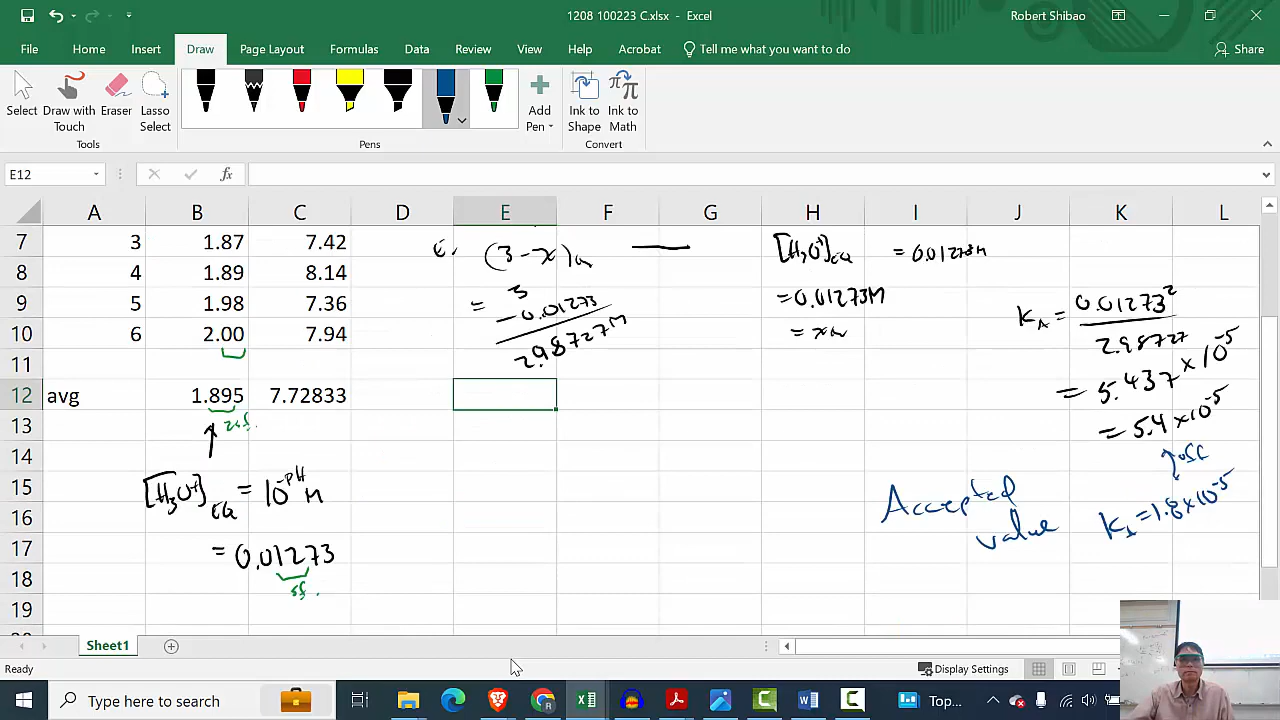 1208 100223 C.xlsx - Excel
Robert Shibao
File Home Insert Draw Page Layout Formulas Data Review View Help Acrobat Tell me what you want to do Share
Select
Draw with Touch
Eraser
Lasso Select
Add Pen
Ink to Shape
Ink to Math
Tools Pens Convert
E12 fx
A B C D E F G H I J K L
7 3 1.87 7.42
8 4 1.89 8.14
9 5 1.98 7.36
10 6 2.00 7.94
11
12 avg 1.895 7.72833
13
14
15
16
17
18
19
E. (3-x)M
= 3
- 0.01273
2.98727M
[H3O+]EQ = 0.01273M
= 0.01273M
= xM
KA = 0.01273²
2.98727
= 5.437 × 10-5
= 5.4 × 10-5
off
KA = 1.8 × 10-5
Accepted
value
2sf.
[H3O+]EQ = 10-pH M
= 0.01273
sf.
Sheet1
Ready Display Settings
Type here to search
Top...